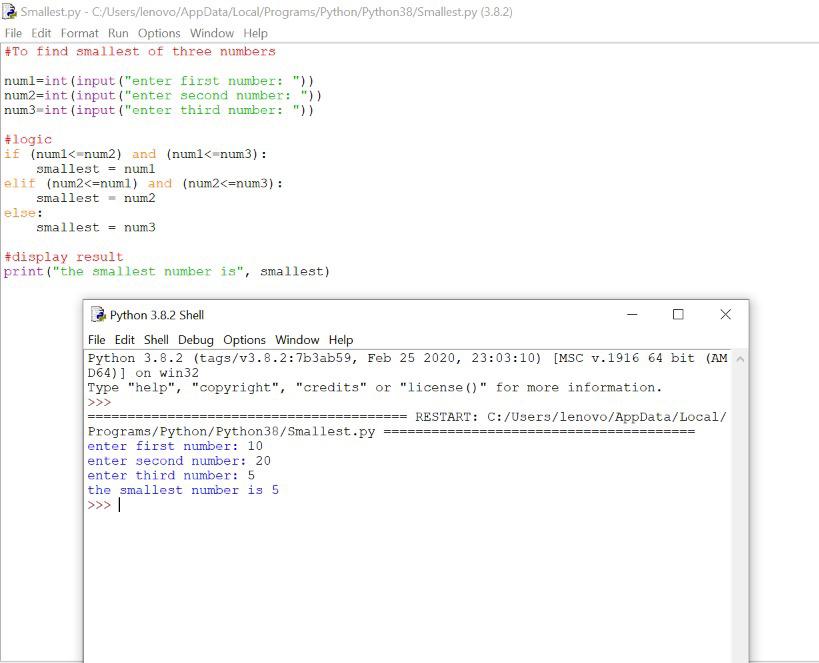 Smallest.py - C:/Users/lenovo/AppData/Local/Programs/Python/Python38/Smallest.py (3.8.2)
File Edit Format Run Options Window Help
#To find smallest of three numbers
num1=int(input("enter first number: "))
num2=int(input("enter second number: "))
num3=int(input("enter third number: "))
#logic
if (num1<=num2) and (num1<=num3):
    smallest = num1
elif (num2<=num1) and (num2<=num3):
    smallest = num2
else:
    smallest = num3
#display result
print("the smallest number is", smallest)
Python 3.8.2 Shell
File Edit Shell Debug Options Window Help
Python 3.8.2 (tags/v3.8.2:7b3ab59, Feb 25 2020, 23:03:10) [MSC v.1916 64 bit (AM
D64)] on win32
Type "help", "copyright", "credits" or "license()" for more information.
>>>
======================================== RESTART: C:/Users/lenovo/AppData/Local/
Programs/Python/Python38/Smallest.py =======================================
enter first number: 10
enter second number: 20
enter third number: 5
the smallest number is 5
>>>